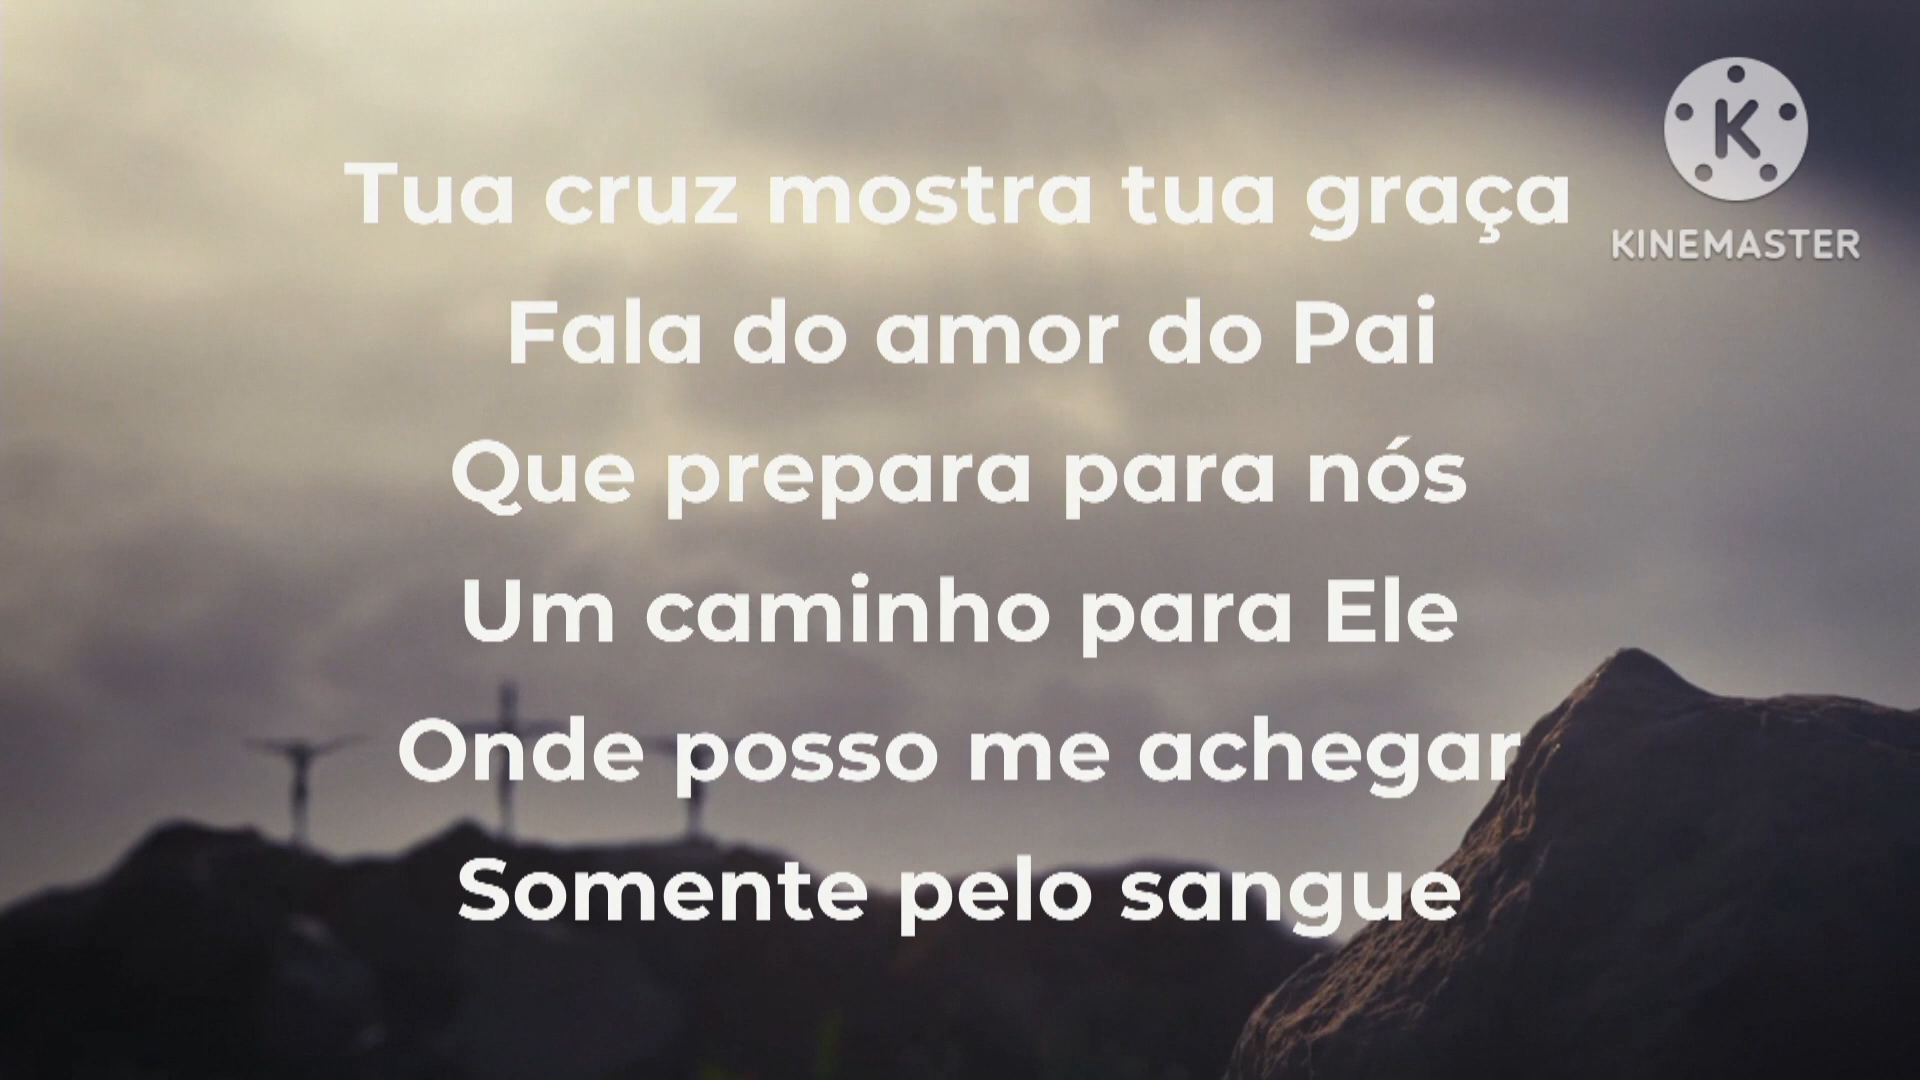 Tua cruz mostra tua graça
Fala do amor do Pai
Que prepara para nós
Um caminho para Ele
Onde posso me achegar
Somente pelo sangue
K
KINEMASTER